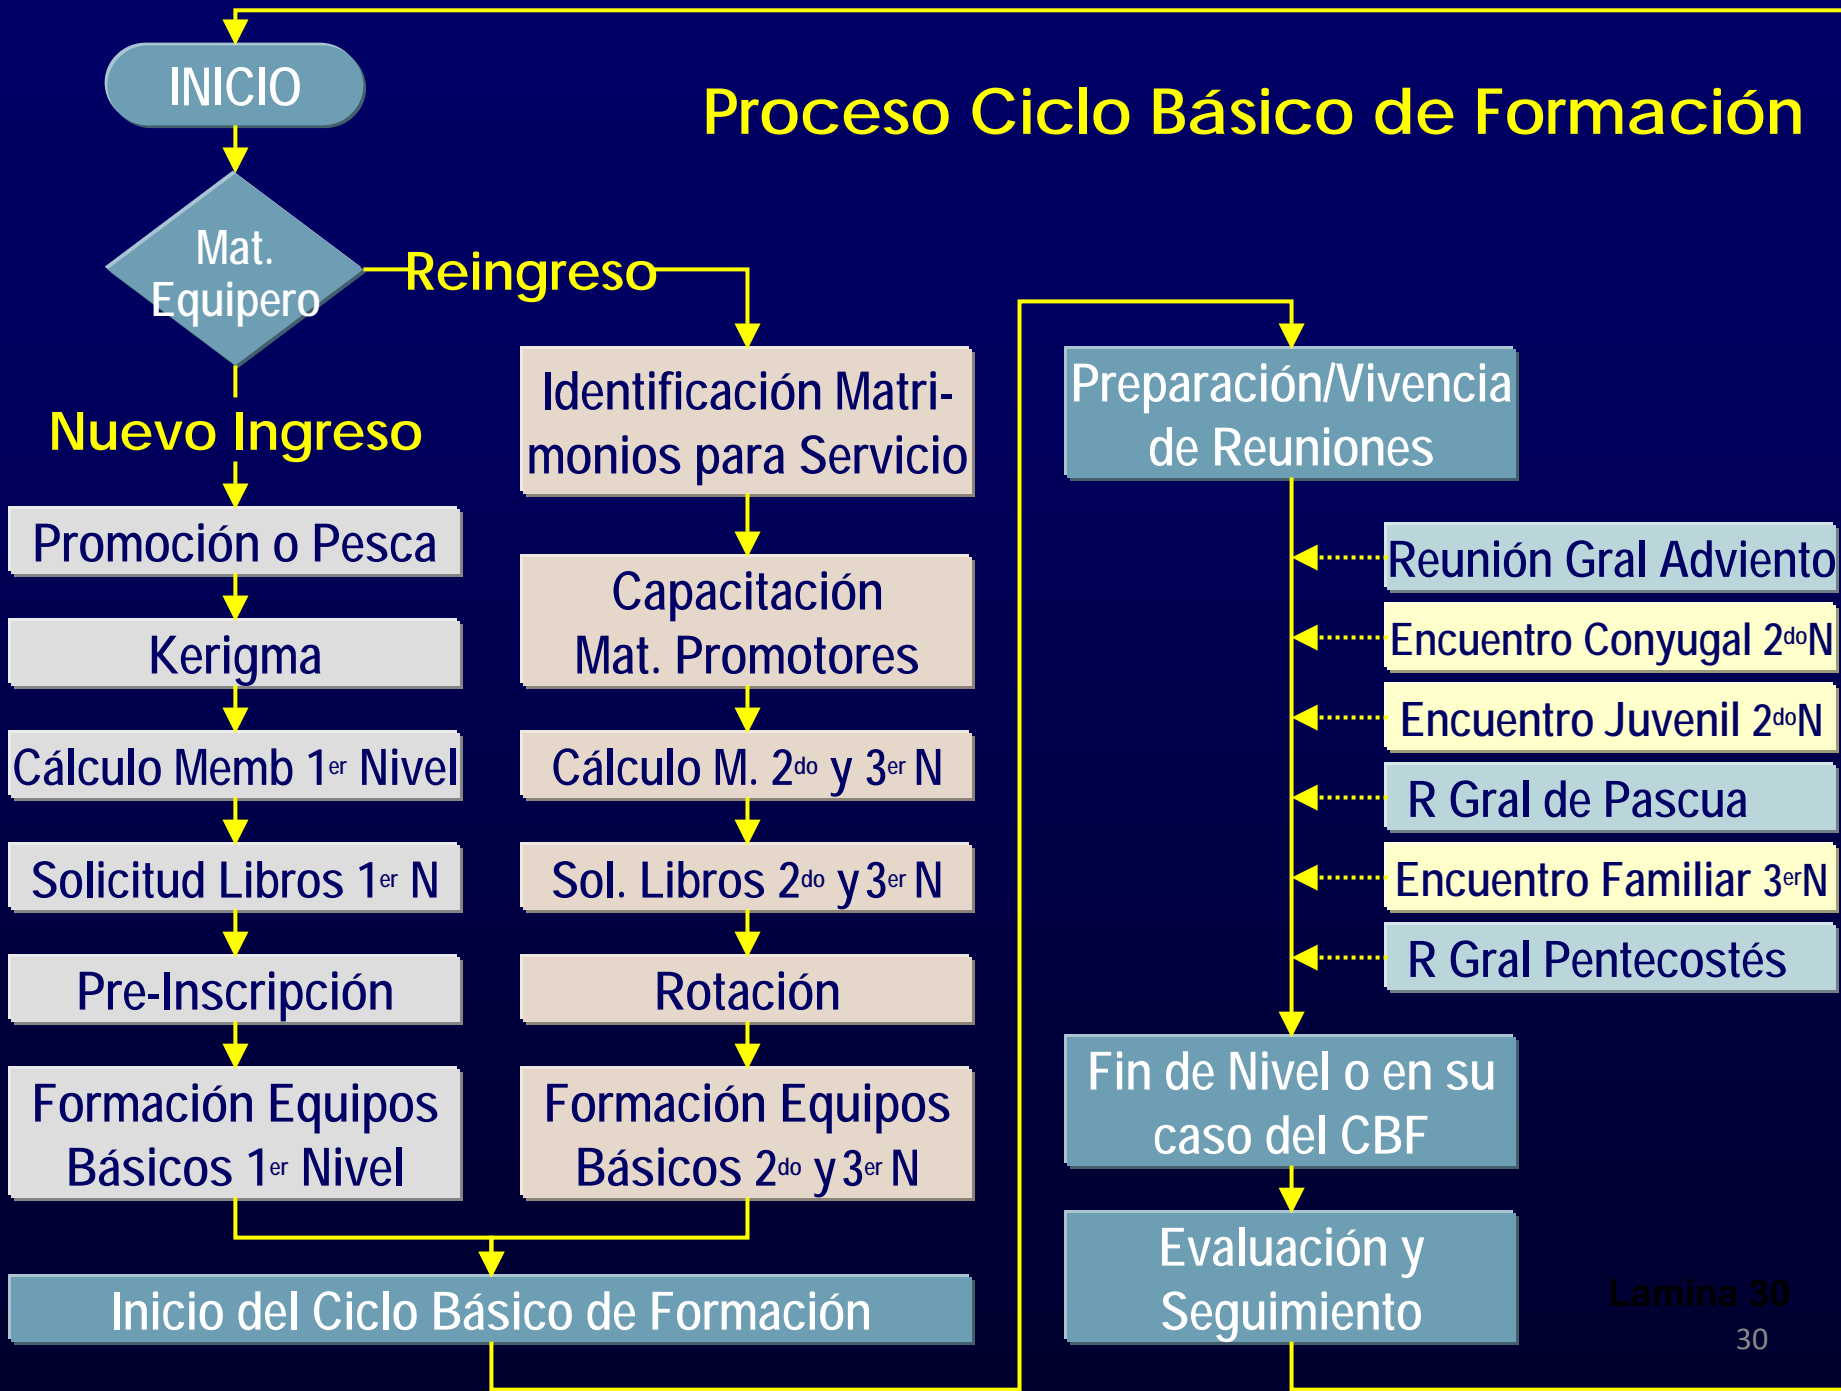 INICIO
Proceso Ciclo Básico de Formación
Mat.
Equipero
Reingreso
Nuevo Ingreso
Promoción o Pesca
Kerigma
Cálculo Memb 1er Nivel
Solicitud Libros 1er N
Pre-Inscripción
Formación Equipos
Básicos 1er Nivel
Identificación Matri-
monios para Servicio
Capacitación
Mat. Promotores
Cálculo M. 2do y 3er N
Sol. Libros 2do y 3er N
Rotación
Formación Equipos
Básicos 2do y 3er N
Inicio del Ciclo Básico de Formación
Preparación/Vivencia
de Reuniones
Reunión Gral Adviento
Encuentro Conyugal 2doN
Encuentro Juvenil 2doN
R Gral de Pascua
Encuentro Familiar 3erN
R Gral Pentecostés
Fin de Nivel o en su
caso del CBF
Evaluación y
Seguimiento
Lamina 30
30